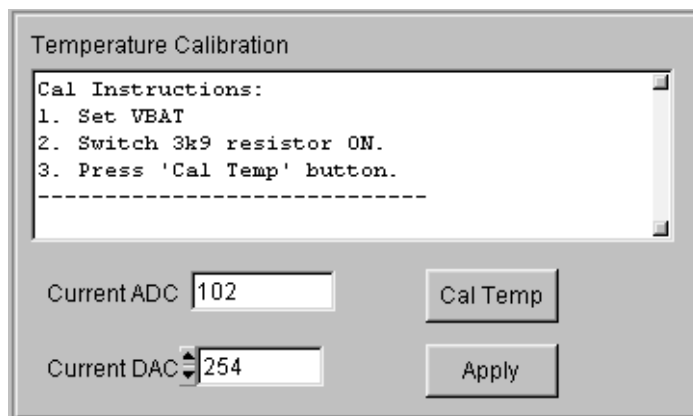 Temperature Calibration
Cal Instructions:
1. Set VBAT
2. Switch 3k9 resistor ON.
3. Press 'Cal Temp' button.
-----------------------------
Current ADC 102
Cal Temp
Current DAC 254
Apply